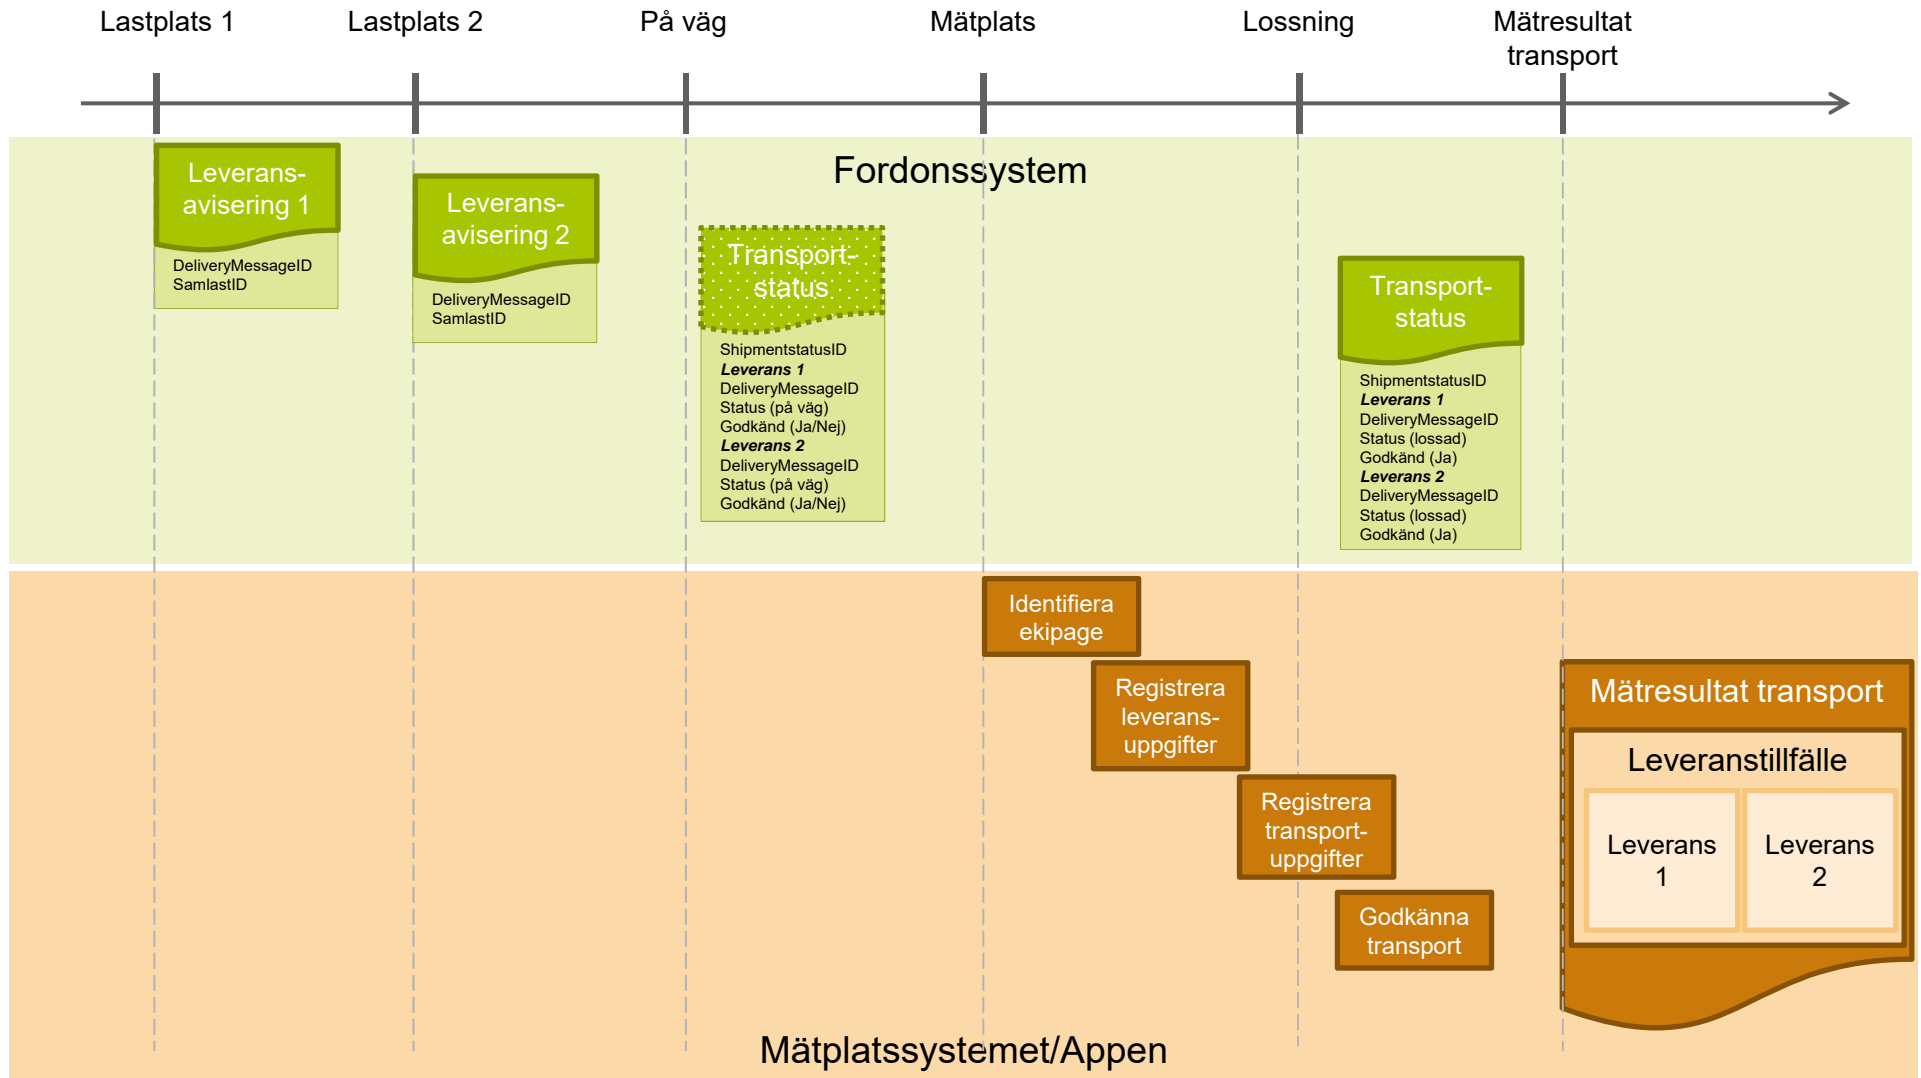 Lastplats 1
Lastplats 2
På väg
Mätplats
Lossning
Mätresultat
transport
Fordonssystem
Leverans-
avisering 1
DeliveryMessageID
SamlastID
Leverans-
avisering 2
DeliveryMessageID
SamlastID
Transport-
status
ShipmentstatusID
Leverans 1
DeliveryMessageID
Status (på väg)
Godkänd (Ja/Nej)
Leverans 2
DeliveryMessageID
Status (på väg)
Godkänd (Ja/Nej)
Transport-
status
ShipmentstatusID
Leverans 1
DeliveryMessageID
Status (lossad)
Godkänd (Ja)
Leverans 2
DeliveryMessageID
Status (lossad)
Godkänd (Ja)
Identifiera
ekipage
Registrera
leverans-
uppgifter
Registrera
transport-
uppgifter
Godkänna
transport
Mätresultat transport
Leveranstillfälle
Leverans
1
Leverans
2
Mätplatssystemet/Appen